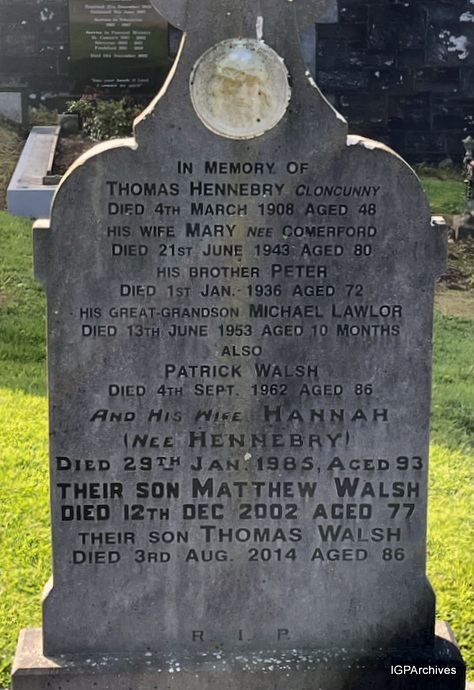 IN MEMORY OF
THOMAS HENNEBRY CLONCUNNY
DIED 4TH MARCH 1908 AGED 48
HIS WIFE MARY NEE COMERFORD
DIED 21ST JUNE 1943 AGED 80
HIS BROTHER PETER
DIED 1ST JAN. 1936 AGED 72
HIS GREAT-GRANDSON MICHAEL LAWLOR
DIED 13TH JUNE 1953 AGED 10 MONTHS
ALSO
PATRICK WALSH
DIED 4TH SEPT. 1962 AGED 86
AND HIS WIFE HANNAH
(NEE HENNEBRY)
DIED 29TH JAN. 1985, AGED 93
THEIR SON MATTHEW WALSH
DIED 12TH DEC 2002 AGED 77
THEIR SON THOMAS WALSH
DIED 3RD AUG. 2014 AGED 86
R. I. P.
IGPArchives